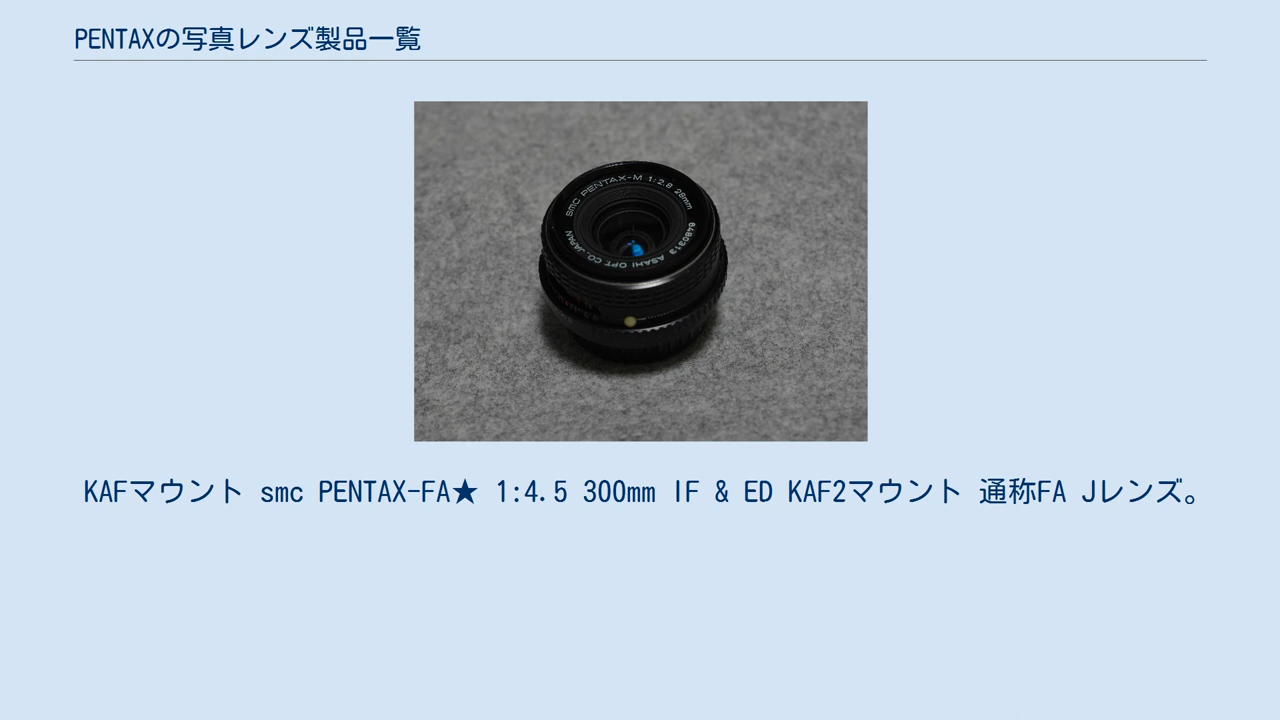 PENTAXの写真レンズ製品一覧
smc PENTAX-M 1:2.8 28mm 6480313 ASAHI OPT. CO., JAPAN
KAFマウント smc PENTAX-FA★ 1:4.5 300mm IF & ED KAF2マウント 通称FA Jレンズ。